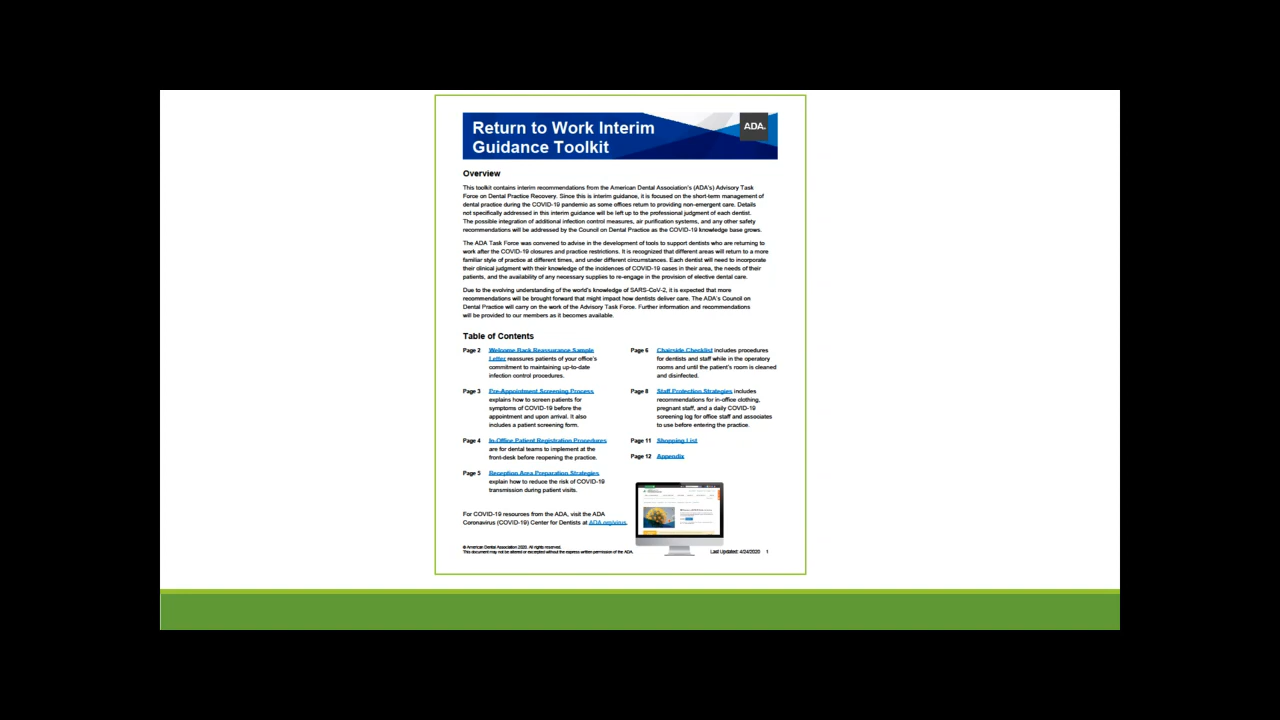 Return to Work Interim
Guidance Toolkit
ADA.
Overview
This toolkit contains interim recommendations from the American Dental Association's (ADA's) Advisory Task
Force on Dental Practice Recovery. Since this is interim guidance, it is focused on the short-term management of
dental practice during the COVID-19 pandemic as some offices return to providing non-emergent care. Details
not specifically addressed in this interim guidance will be left up to the professional judgment of each dentist.
The possible integration of additional infection control measures, air purification systems, and any other safety
recommendations will be addressed by the Council on Dental Practice as the COVID-19 knowledge base grows.
The ADA Task Force was convened to advise in the development of tools to support dentists who are returning to
work after the COVID-19 closures and practice restrictions. It is recognized that different areas will return to a more
familiar style of practice at different times, and under different circumstances. Each dentist will need to incorporate
their clinical judgment with their knowledge of the incidences of COVID-19 cases in their area, the needs of their
patients, and the availability of any necessary supplies to re-engage in the provision of elective dental care.
Due to the evolving understanding of the world's knowledge of SARS-CoV-2, it is expected that more
recommendations will be brought forward that might impact how dentists deliver care. The ADA's Council on
Dental Practice will carry on the work of the Advisory Task Force. Further information and recommendations
will be provided to our members as it becomes available.
Table of Contents
Page 2 Welcome Back Reassurance Sample
Letter reassures patients of your office's
commitment to maintaining up-to-date
infection control procedures.
Page 3 Pre-Appointment Screening Process
explains how to screen patients for
symptoms of COVID-19 before the
appointment and upon arrival. It also
includes a patient screening form.
Page 4 In-Office Patient Registration Procedures
are for dental teams to implement at the
front-desk before reopening the practice.
Page 5 Reception Area Preparation Strategies
explain how to reduce the risk of COVID-19
transmission during patient visits.
Page 6 Chairside Checklist includes procedures
for dentists and staff while in the operatory
rooms and until the patient's room is cleaned
and disinfected.
Page 8 Staff Protection Strategies includes
recommendations for in-office clothing,
pregnant staff, and a daily COVID-19
screening log for office staff and associates
to use before entering the practice.
Page 11 Shopping List
Page 12 Appendix
For COVID-19 resources from the ADA, visit the ADA
Coronavirus (COVID-19) Center for Dentists at ADA.org/virus.
© American Dental Association 2020. All rights reserved.
This document may not be altered or excerpted without the express written permission of the ADA.
Last Updated: 4/24/2020 1